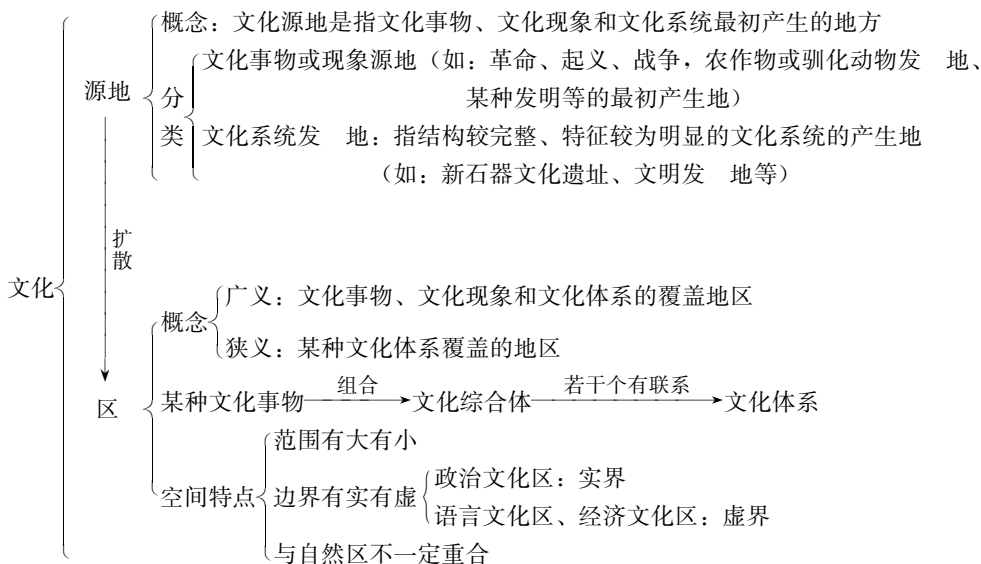 概念：文化源地是指文化事物、文化现象和文化系统最初产生的地方
文化事物或现象源地（如：革命、起义、战争，农作物或驯化动物发 地、
某种发明等的最初产生地）
源地
分类
文化系统发 地：指结构较完整、特征较为明显的文化系统的产生地
（如：新石器文化遗址、文明发 地等）
扩散
文化
广义：文化事物、文化现象和文化体系的覆盖地区
概念
狭义：某种文化体系覆盖的地区
区
某种文化事物 组合 文化综合体 若干个有联系 文化体系
范围有大有小
空间特点
边界有实有虚
政治文化区：实界
语言文化区、经济文化区：虚界
与自然区不一定重合